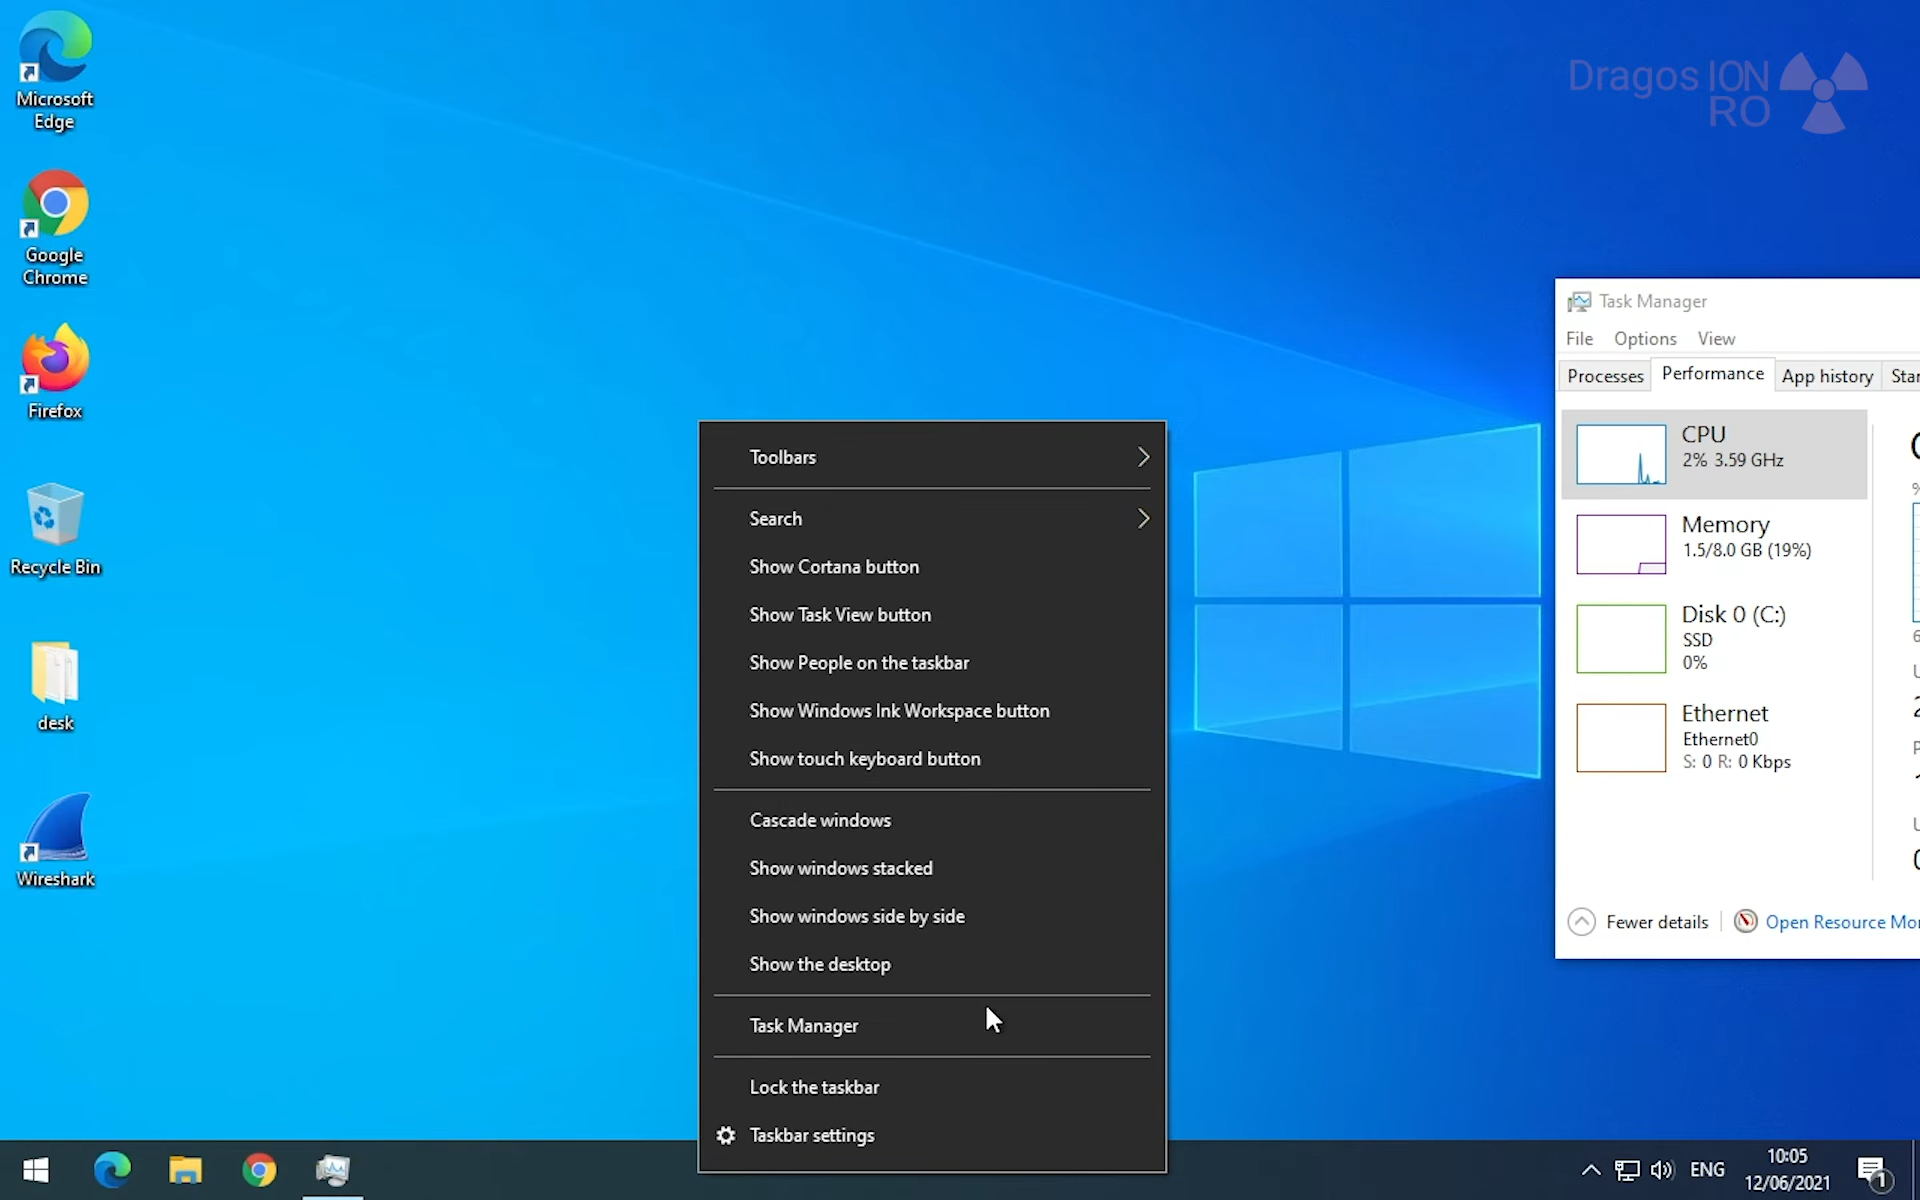 Microsoft
Edge
Google
Chrome
Firefox
Recycle Bin
desk
Wireshark
Dragos ION
RO
Toolbars
Search
Show Cortana button
Show Task View button
Show People on the taskbar
Show Windows Ink Workspace button
Show touch keyboard button
Cascade windows
Show windows stacked
Show windows side by side
Show the desktop
Task Manager
Lock the taskbar
Taskbar settings
Task Manager
File Options View
Processes Performance App history
CPU
2% 3.59 GHz
Memory
1.5/8.0 GB (19%)
Disk 0 (C:)
SSD
0%
Ethernet
Ethernet0
S: 0 R: 0 Kbps
Fewer details Open Resource
ENG
10:05
12/06/2021
1